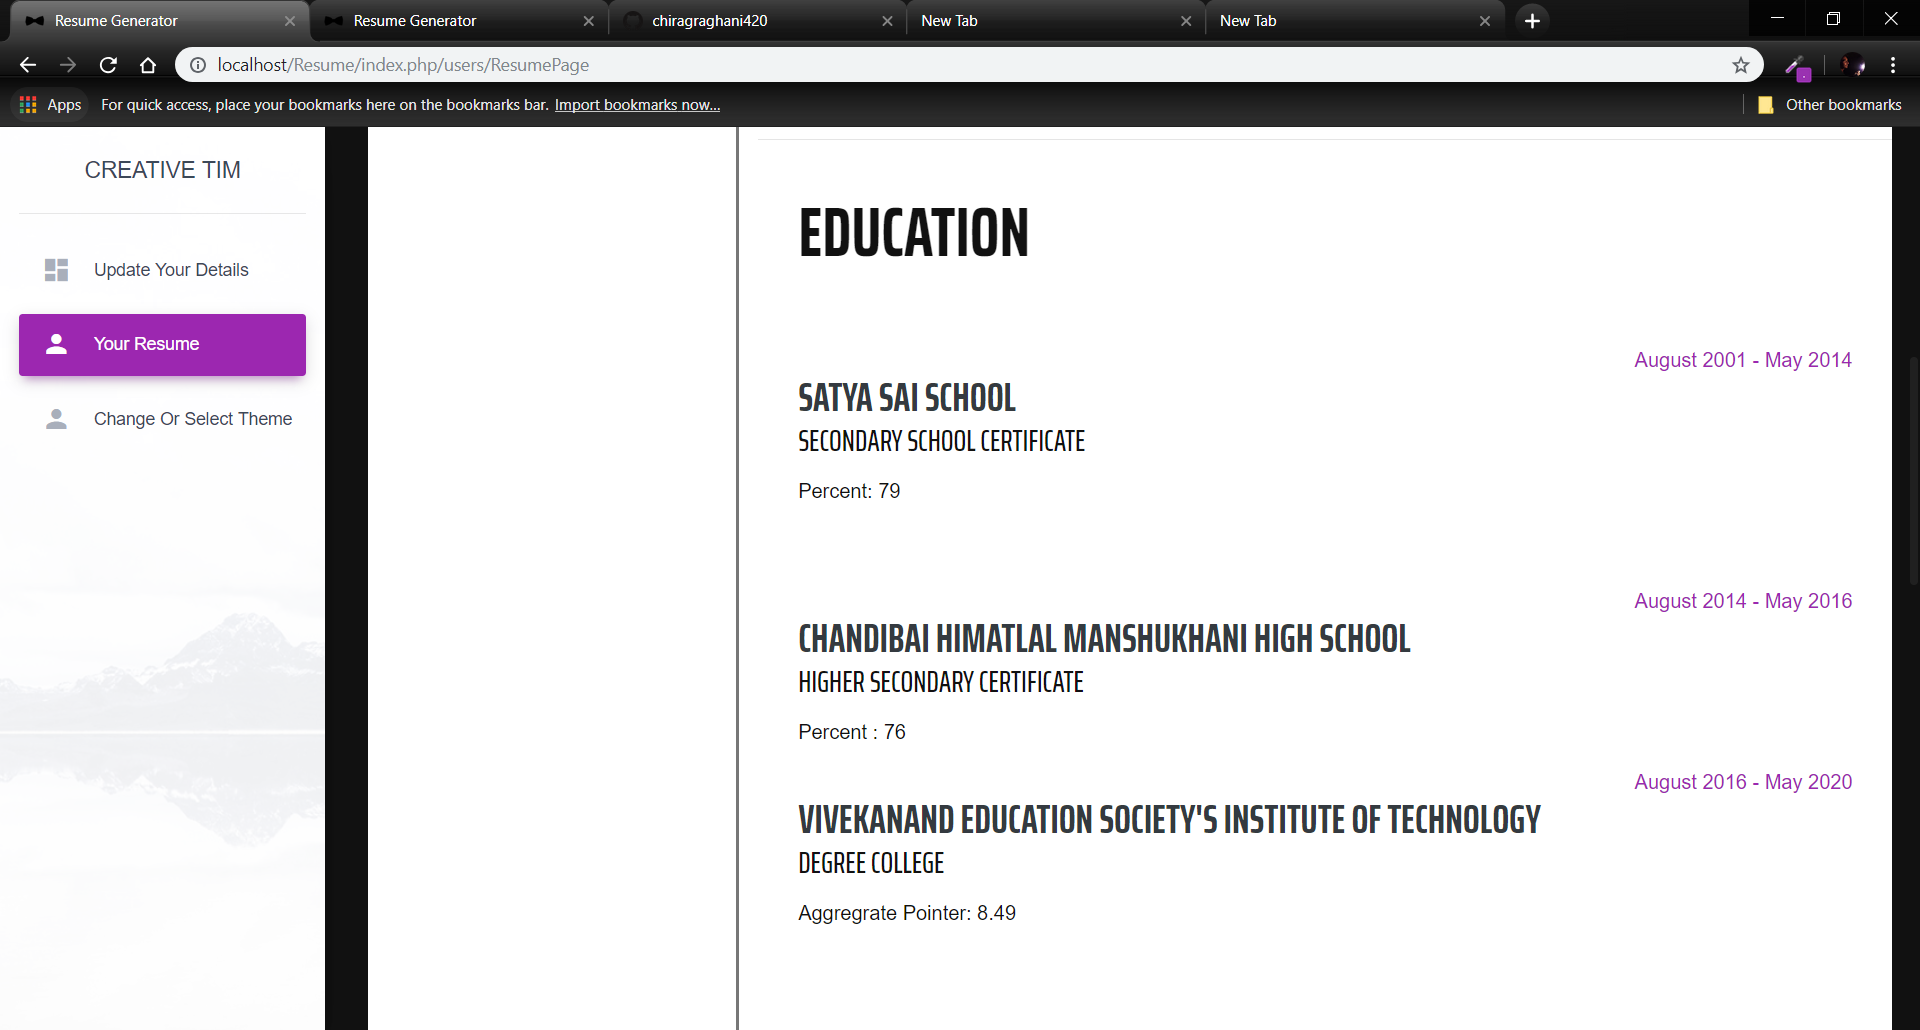 Resume Generator
Resume Generator
chiragraghani420
New Tab
New Tab
localhost/Resume/index.php/users/ResumePage
Apps
For quick access, place your bookmarks here on the bookmarks bar. Import bookmarks now...
Other bookmarks
CREATIVE TIM
Update Your Details
Your Resume
Change Or Select Theme
EDUCATION
August 2001 - May 2014
SATYA SAI SCHOOL
SECONDARY SCHOOL CERTIFICATE
Percent: 79
August 2014 - May 2016
CHANDIBAI HIMATLAL MANSHUKHANI HIGH SCHOOL
HIGHER SECONDARY CERTIFICATE
Percent : 76
August 2016 - May 2020
VIVEKANAND EDUCATION SOCIETY'S INSTITUTE OF TECHNOLOGY
DEGREE COLLEGE
Aggregrate Pointer: 8.49